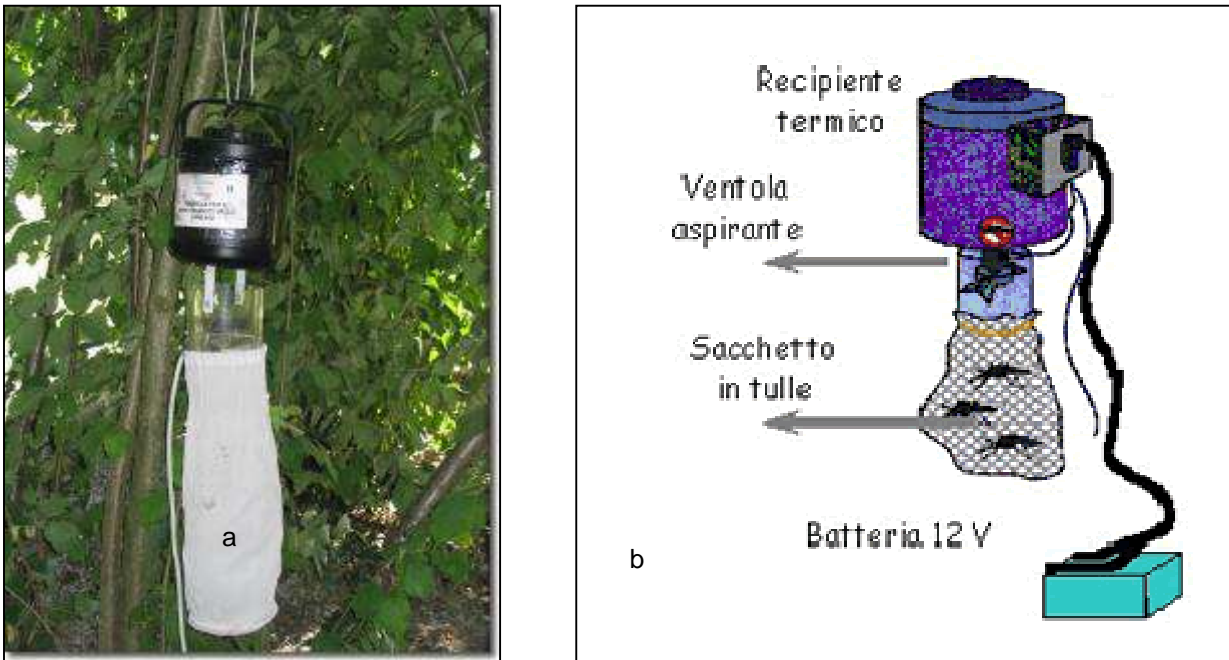 a
Recipiente
termico
Ventola
aspirante
Sacchetto
in tulle
Batteria 12 V
b